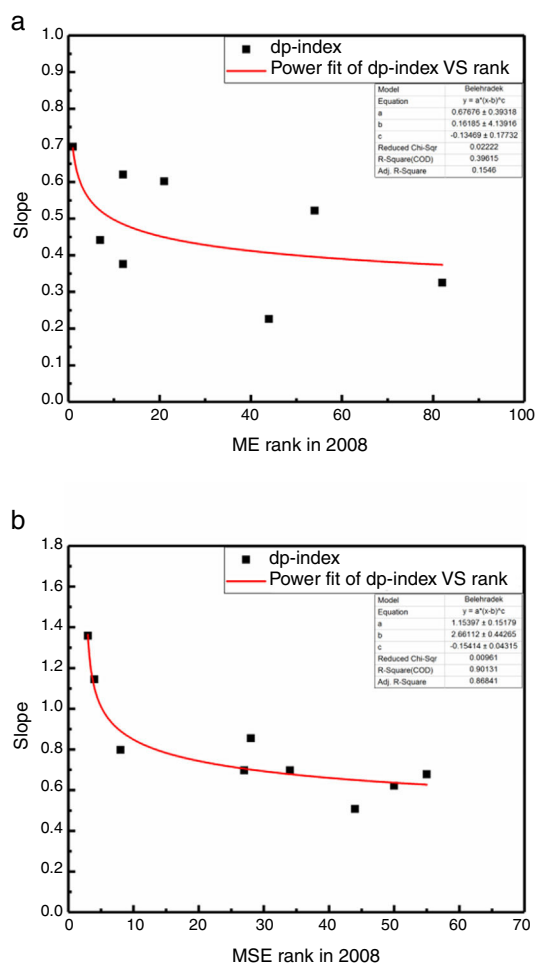 a
dp-index
Power fit of dp-index VS rank
Model Belehradek
Equation y = a*(x-b)^c
a 0.67676 ± 0.39318
b 0.16185 ± 4.13916
c -0.13469 ± 0.17732
Reduced Chi-Sqr 0.02222
R-Square(COD) 0.39615
Adj. R-Square 0.1546
1.0
0.9
0.8
0.7
0.6
0.5
0.4
0.3
0.2
0.1
0.0
Slope
0 20 40 60 80 100
ME rank in 2008
b
dp-index
Power fit of dp-index VS rank
Model Belehradek
Equation y = a*(x-b)^c
a 1.15397 ± 0.15179
b 2.66112 ± 0.44265
c -0.15414 ± 0.04315
Reduced Chi-Sqr 0.00961
R-Square(COD) 0.90131
Adj. R-Square 0.86841
1.8
1.6
1.4
1.2
1.0
0.8
0.6
0.4
0.2
0.0
Slope
0 10 20 30 40 50 60 70
MSE rank in 2008